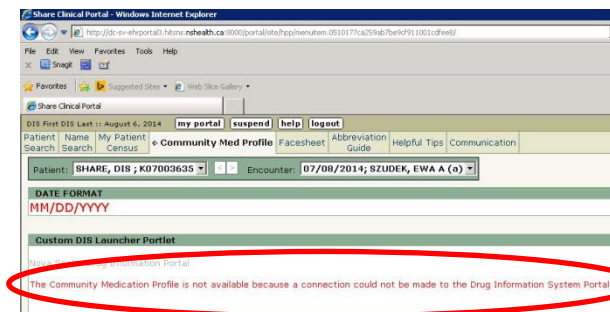 Share Clinical Portal - Windows Internet Explorer
http://dc-sv-ehrportal3.hitsns.nshealth.ca:8000/portal/site/hpp/menuitem.0510177ca259ab7be9cf911001cdfee8/
File Edit View Favorites Tools Help
x Snagit
Favorites Suggested Sites Web Slice Gallery
Share Clinical Portal
DIS First DIS Last :: August 6, 2014 my portal suspend help logout
Patient Search Name Search My Patient Census Community Med Profile Facesheet Abbreviation Guide Helpful Tips Communication
Patient: SHARE, DIS ; K07003635 < > Encounter: 07/08/2014; SZUDEK, EWA A (a)
DATE FORMAT
MM/DD/YYYY
Custom DIS Launcher Portlet
Information Portal
The Community Medication Profile is not available because a connection could not be made to the Drug Information System Portal